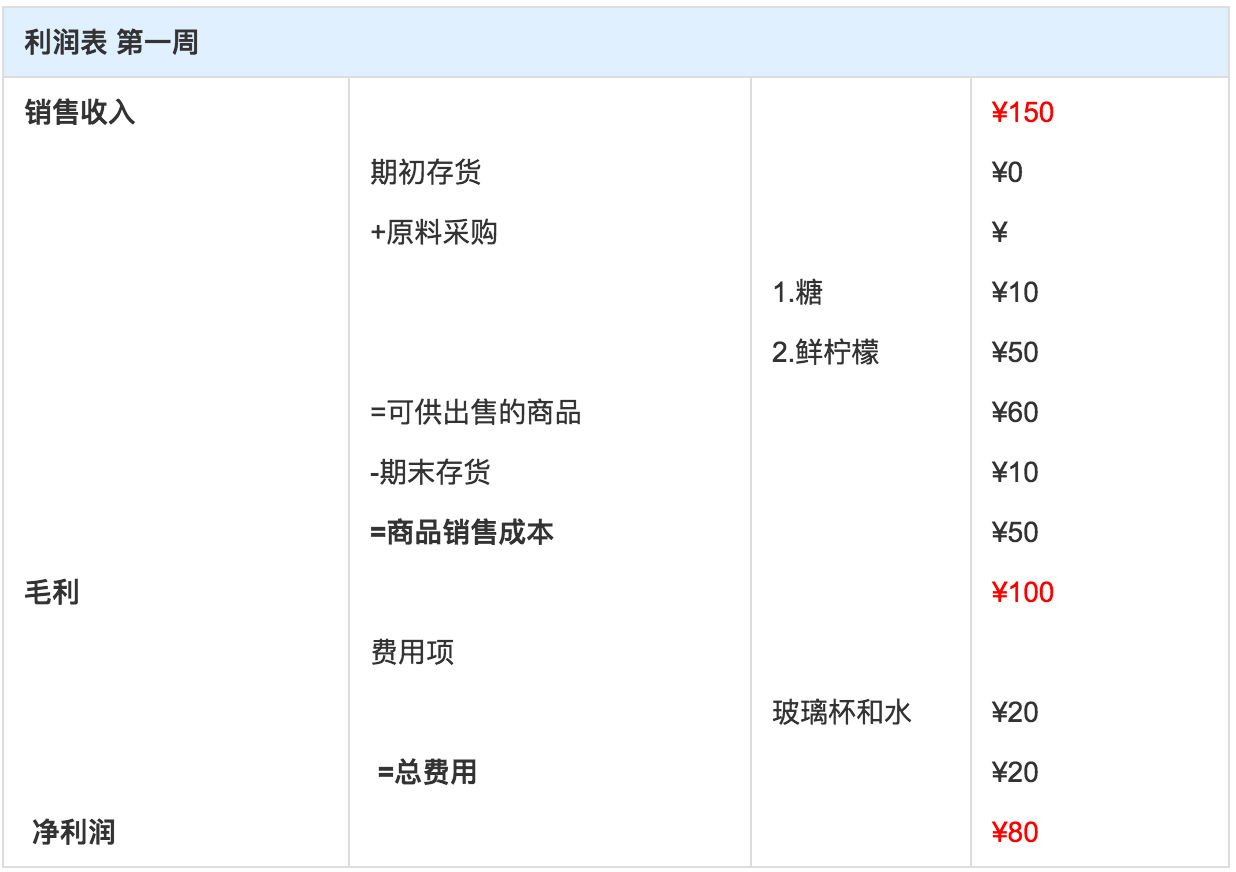 利润表 第一周
销售收入 ¥150
期初存货 ¥0
+原料采购 ¥
1.糖 ¥10
2.鲜柠檬 ¥50
=可供出售的商品 ¥60
-期末存货 ¥10
=商品销售成本 ¥50
毛利 ¥100
费用项
玻璃杯和水 ¥20
=总费用 ¥20
净利润 ¥80